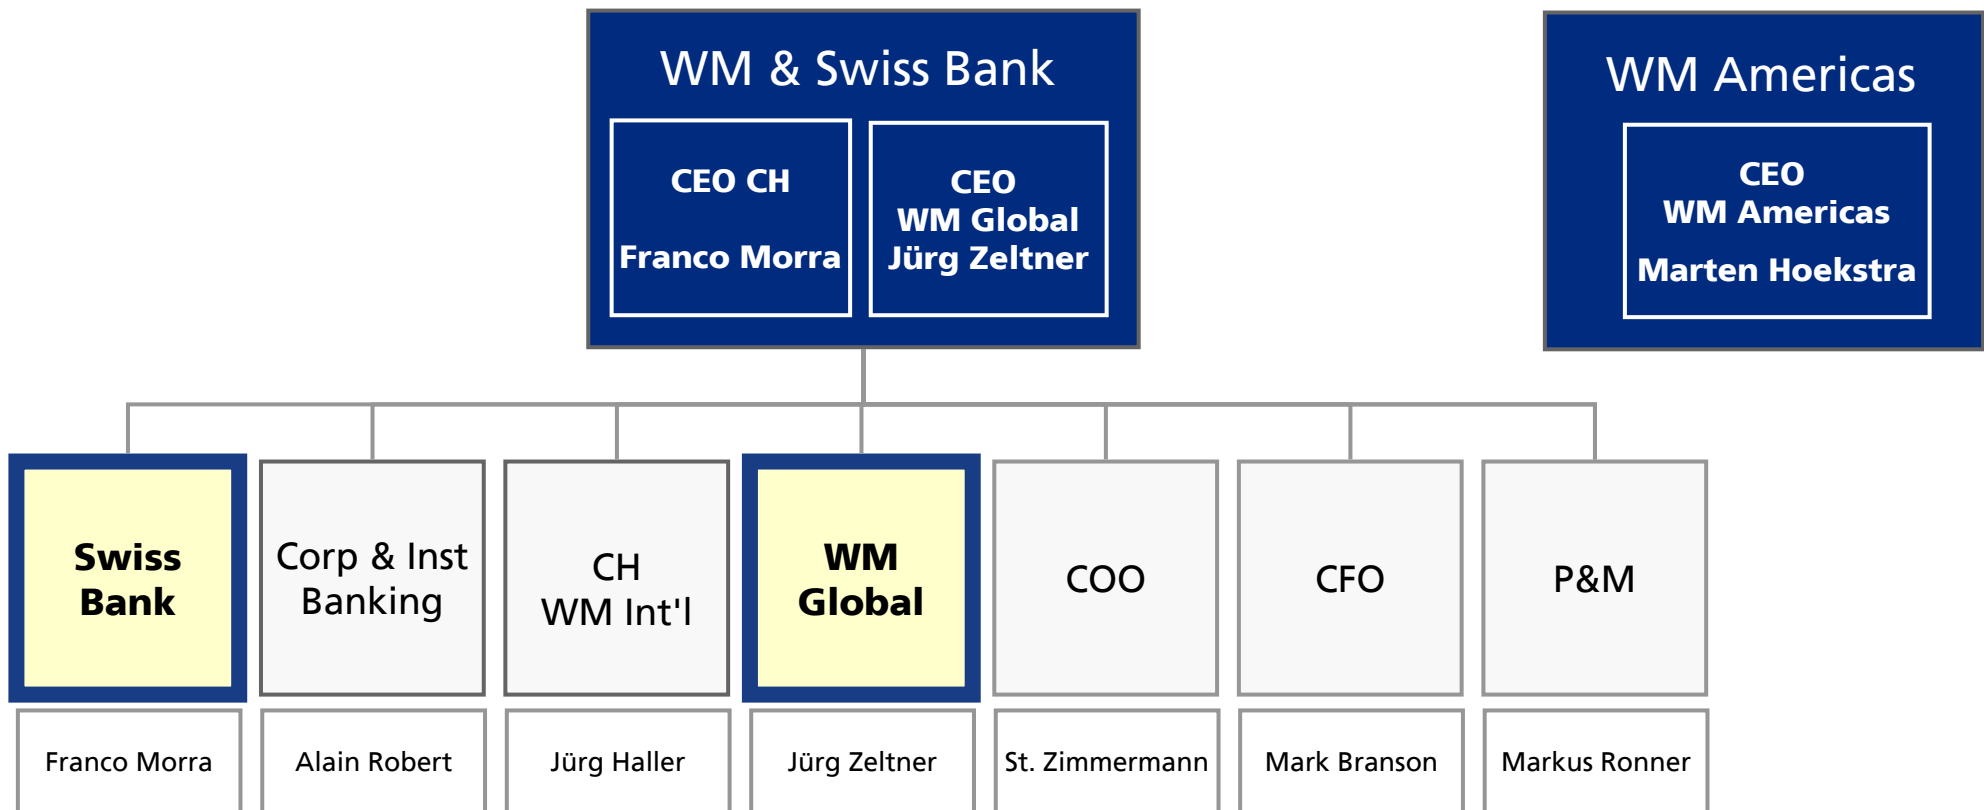 WM & Swiss Bank
CEO CH
Franco Morra
CEO
WM Global
Jürg Zeltner
WM Americas
CEO
WM Americas
Marten Hoekstra
Swiss
Bank
Corp & Inst
Banking
CH
WM Int'l
WM
Global
COO
CFO
P&M
Franco Morra
Alain Robert
Jürg Haller
Jürg Zeltner
St. Zimmermann
Mark Branson
Markus Ronner